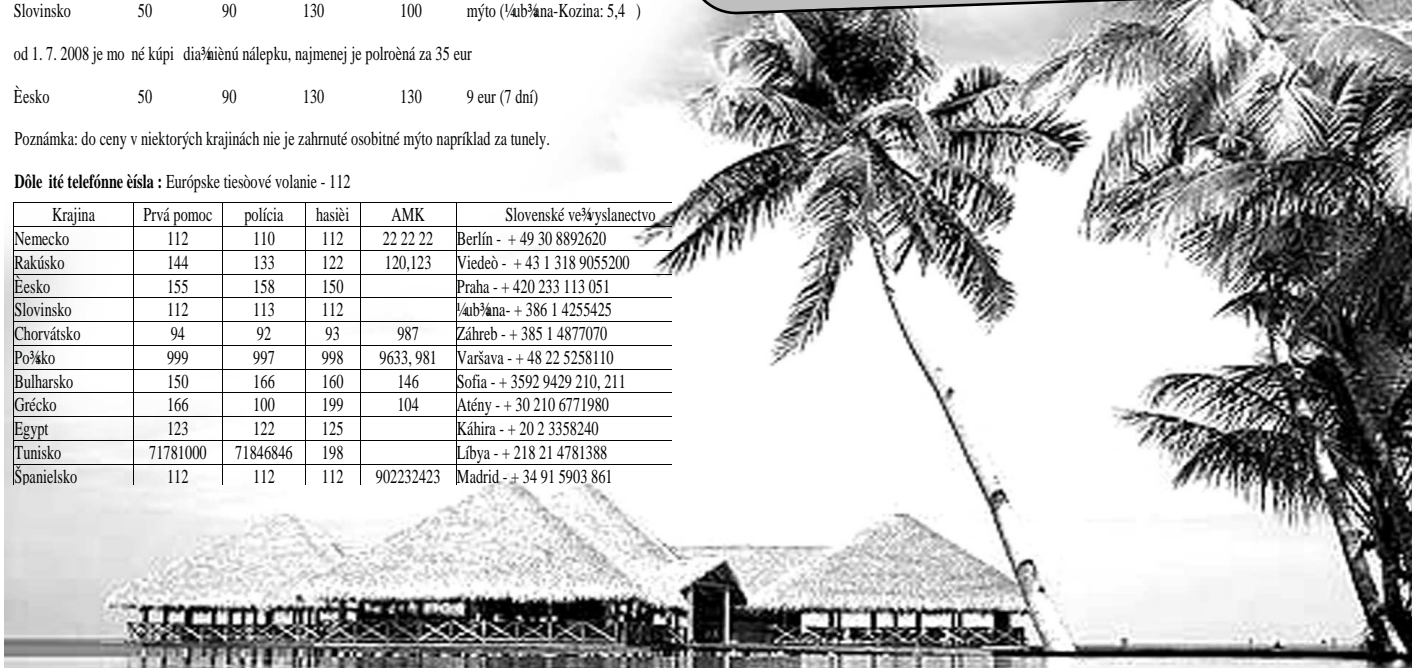 Slovinsko 50 90 130 100 mýto (¼ub¾ana-Kozina: 5,4 )
od 1. 7. 2008 je mo né kúpi dia¾niènú nálepku, najmenej je polroèná za 35 eur
Èesko 50 90 130 130 9 eur (7 dní)
Poznámka: do ceny v niektorých krajinách nie je zahrnuté osobitné mýto napríklad za tunely.
Dôle ité telefónne èísla : Európske tiesòové volanie - 112
Krajina Prvá pomoc polícia hasièi AMK Slovenské ve¾vyslanectvo
Nemecko 112 110 112 22 22 22 Berlín - + 49 30 8892620
Rakúsko 144 133 122 120,123 Viedeò - + 43 1 318 9055200
Èesko 155 158 150 Praha - + 420 233 113 051
Slovinsko 112 113 112 ¼ub¾ana- + 386 1 4255425
Chorvátsko 94 92 93 987 Záhreb - + 385 1 4877070
Po¾sko 999 997 998 9633, 981 Varšava - + 48 22 5258110
Bulharsko 150 166 160 146 Sofia - + 3592 9429 210, 211
Grécko 166 100 199 104 Atény - + 30 210 6771980
Egypt 123 122 125 Káhira - + 20 2 3358240
Tunisko 71781000 71846846 198 Líbya - + 218 21 4781388
Španielsko 112 112 112 902232423 Madrid - + 34 91 5903 861